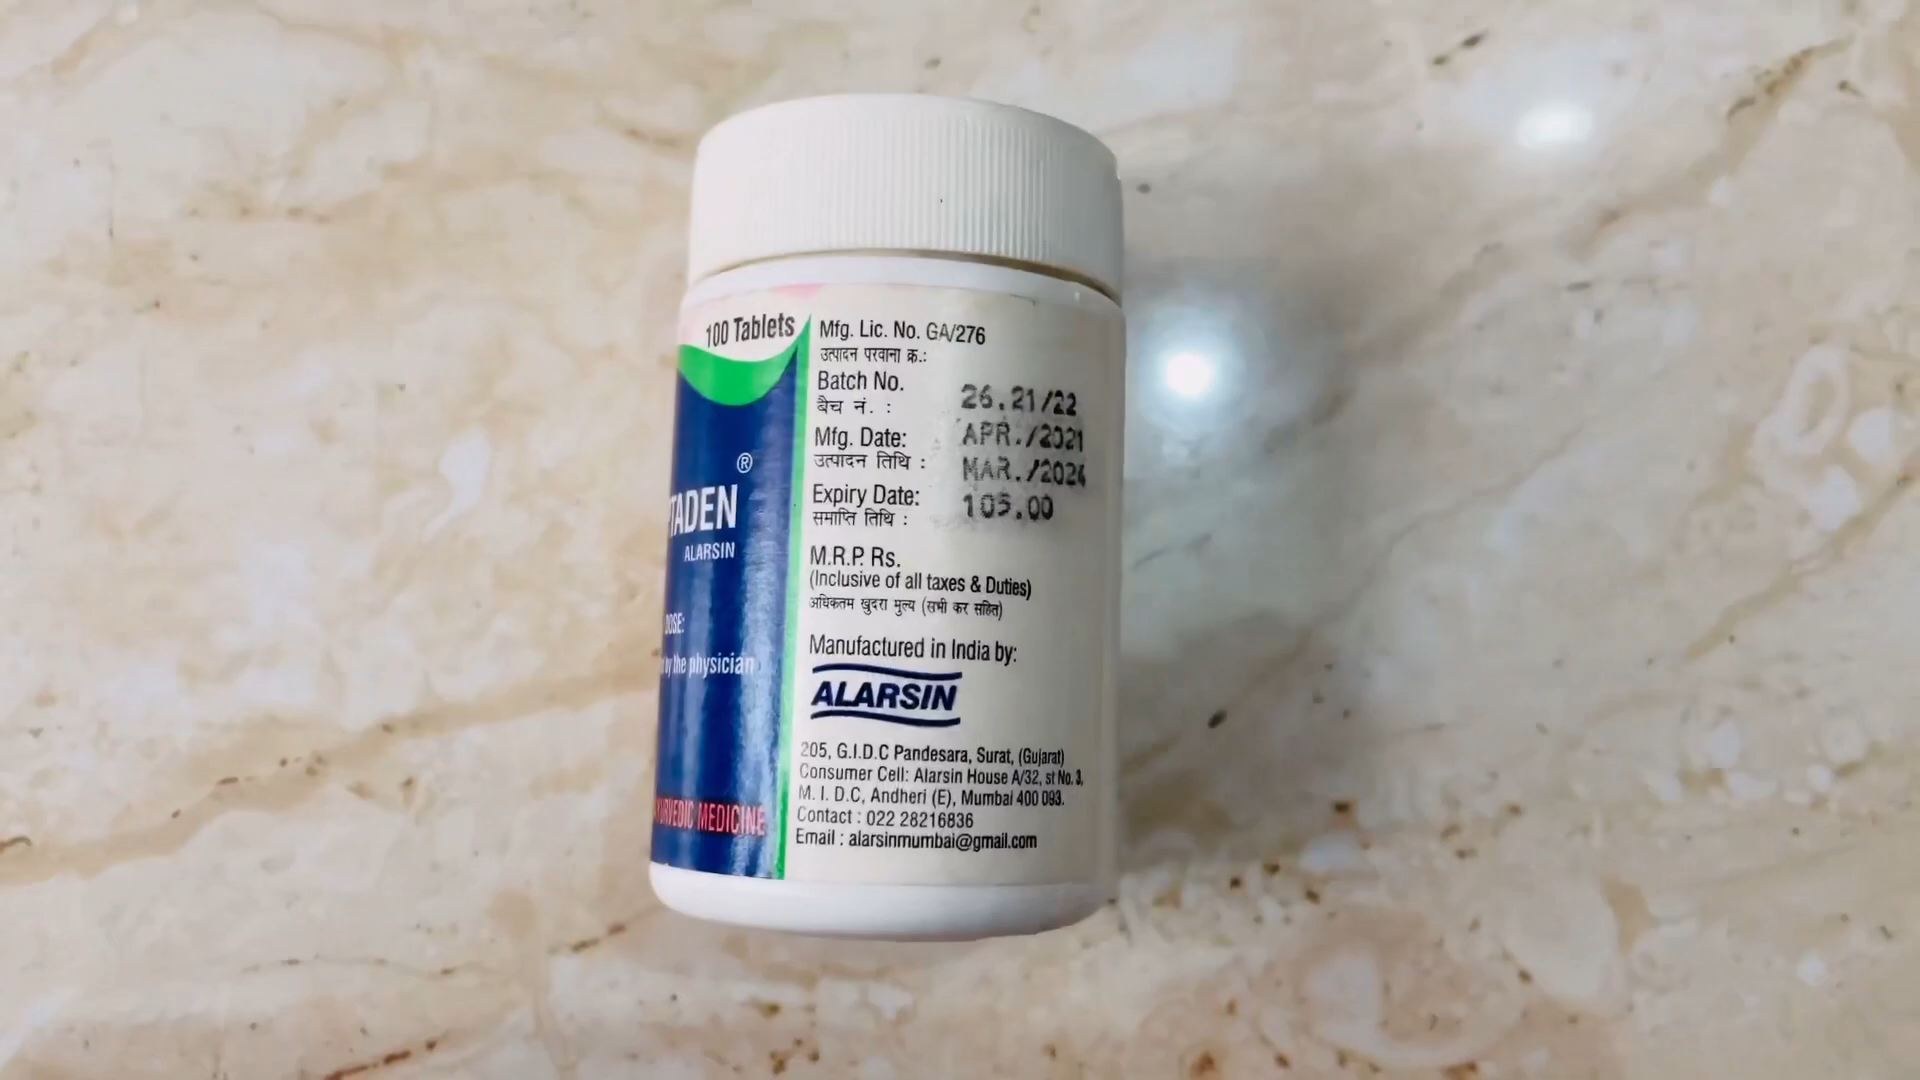 100 Tablets
®
TADEN
ALARSIN
DOSE:
by the physician
MEDICINE
Mfg. Lic. No. GA/276
उत्पादन परवाना क्र.:
Batch No. 26.21/22
बैच नं. :
Mfg. Date: APR./2021
उत्पादन तिथि : MAR./2024
Expiry Date: 105.00
समाप्ति तिथि :
M.R.P. Rs.
(Inclusive of all taxes & Duties)
अधिकतम खुदरा मुल्य (सभी कर सहित)
Manufactured in India by:
ALARSIN
205, G.I.D.C Pandesara, Surat, (Gujarat)
Consumer Cell: Alarsin House A/32, st No. 3,
M. I. D.C, Andheri (E), Mumbai 400 093.
Contact : 022 28216836
Email : alarsinmumbai@gmail.com